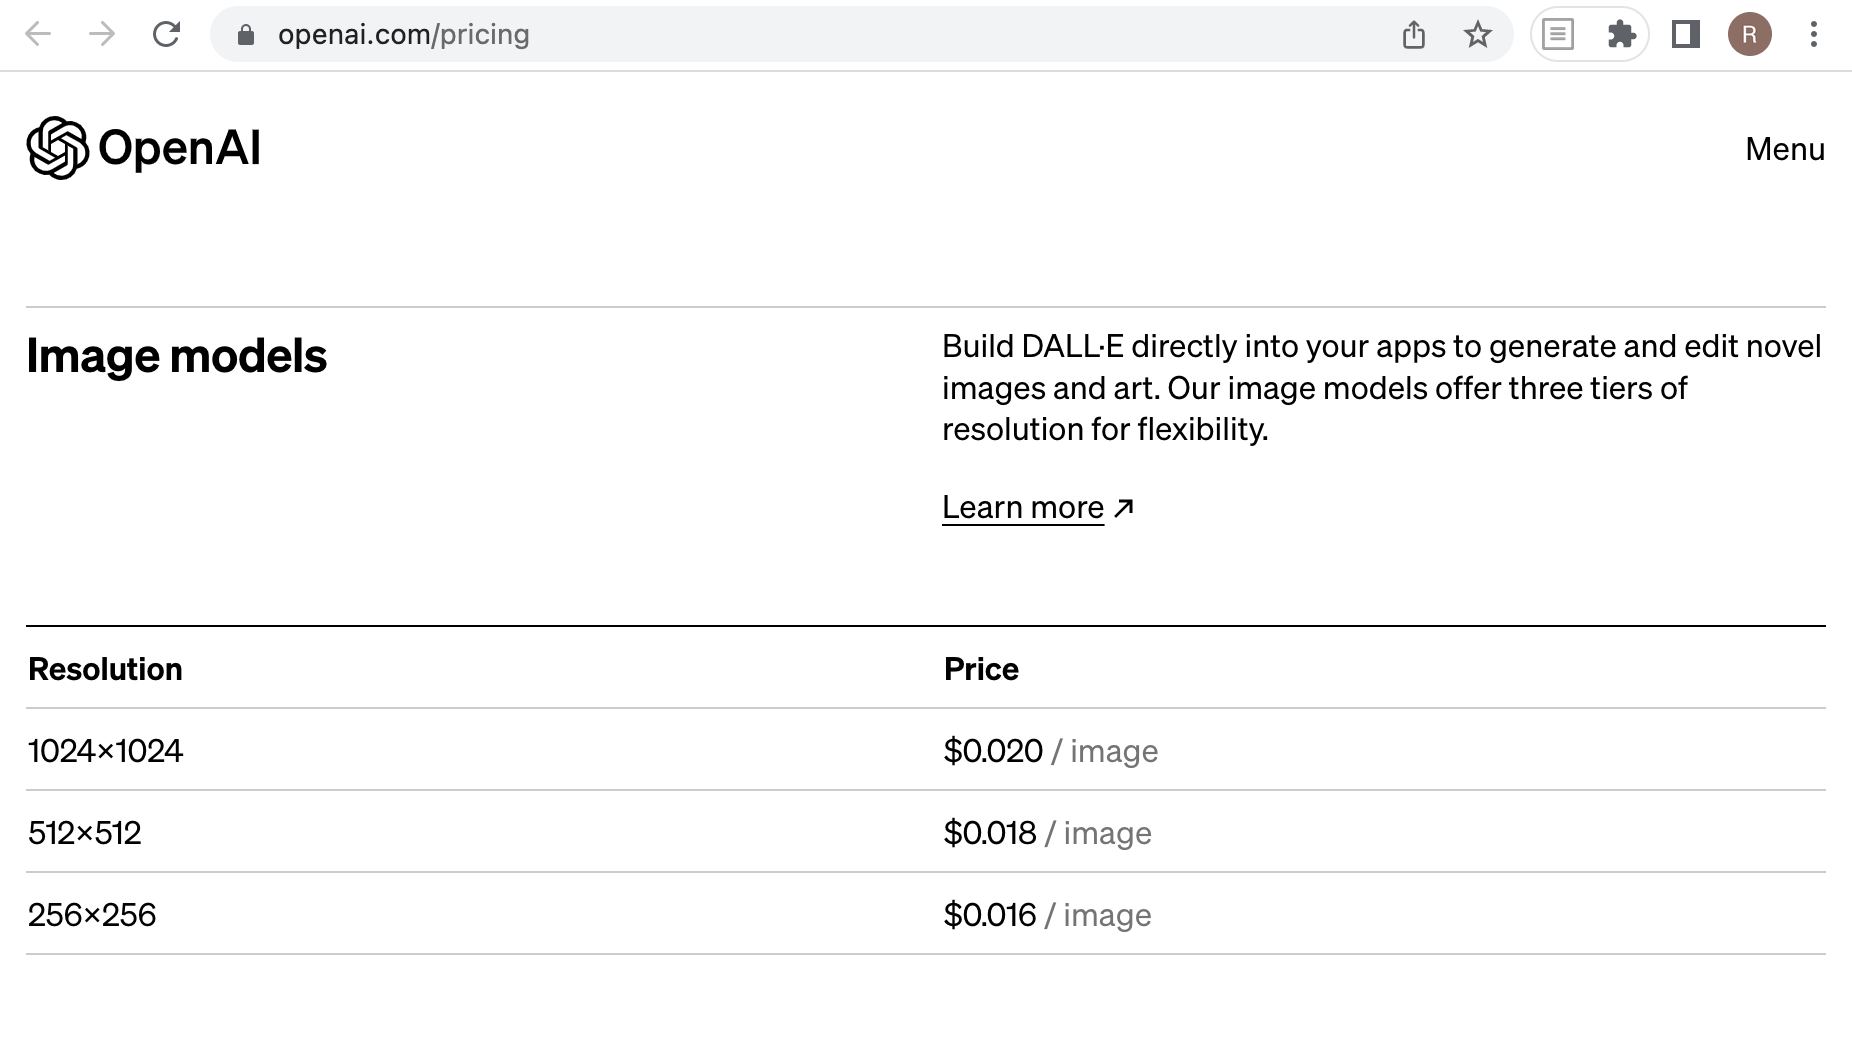 openai.com/pricing
R
OpenAI
Menu
Image models
Build DALL·E directly into your apps to generate and edit novel
images and art. Our image models offer three tiers of
resolution for flexibility.
Learn more ↗
Resolution Price
1024×1024 $0.020 / image
512×512 $0.018 / image
256×256 $0.016 / image